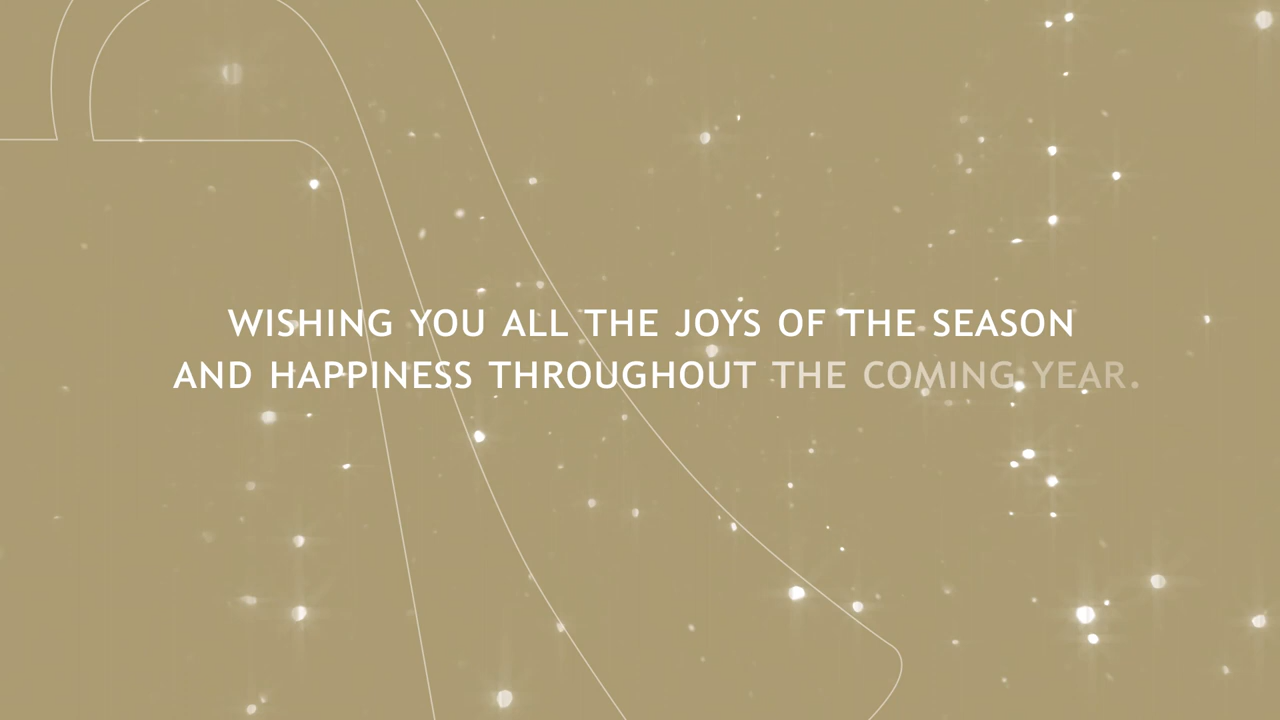 WISHING YOU ALL THE JOYS OF THE SEASON
AND HAPPINESS THROUGHOUT THE COMING YEAR.